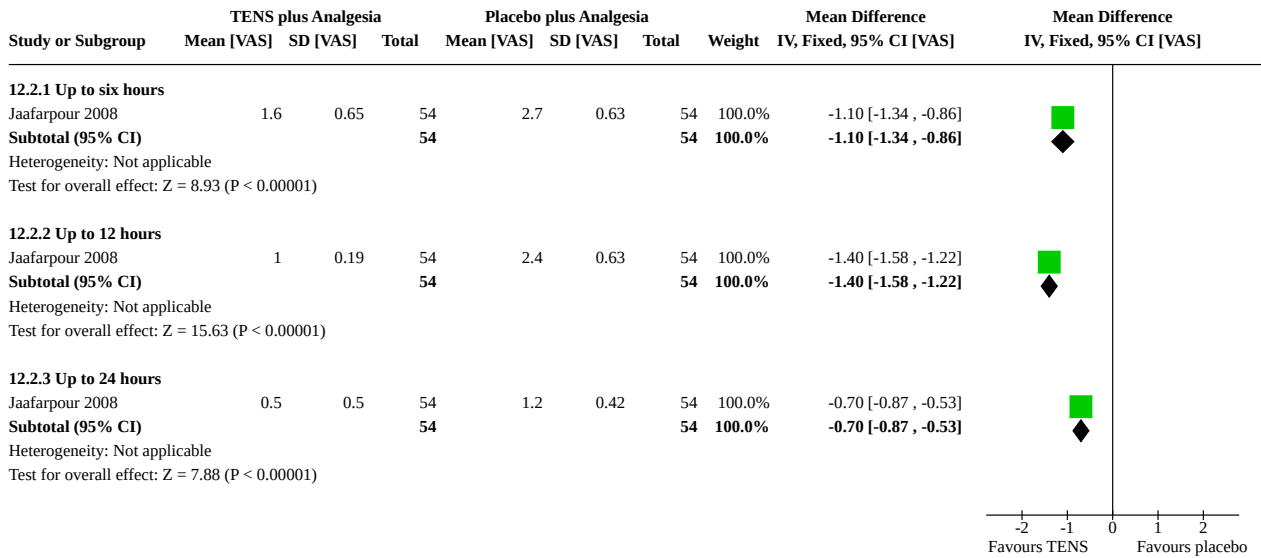 TENS plus Analgesia Placebo plus Analgesia Mean Difference Mean Difference
Study or Subgroup Mean [VAS] SD [VAS] Total Mean [VAS] SD [VAS] Total Weight IV, Fixed, 95% CI [VAS] IV, Fixed, 95% CI [VAS]
12.2.1 Up to six hours
Jaafarpour 2008 1.6 0.65 54 2.7 0.63 54 100.0% -1.10 [-1.34 , -0.86]
Subtotal (95% CI) 54 54 100.0% -1.10 [-1.34 , -0.86]
Heterogeneity: Not applicable
Test for overall effect: Z = 8.93 (P < 0.00001)
12.2.2 Up to 12 hours
Jaafarpour 2008 1 0.19 54 2.4 0.63 54 100.0% -1.40 [-1.58 , -1.22]
Subtotal (95% CI) 54 54 100.0% -1.40 [-1.58 , -1.22]
Heterogeneity: Not applicable
Test for overall effect: Z = 15.63 (P < 0.00001)
12.2.3 Up to 24 hours
Jaafarpour 2008 0.5 0.5 54 1.2 0.42 54 100.0% -0.70 [-0.87 , -0.53]
Subtotal (95% CI) 54 54 100.0% -0.70 [-0.87 , -0.53]
Heterogeneity: Not applicable
Test for overall effect: Z = 7.88 (P < 0.00001)
-2 -1 0 1 2
Favours TENS Favours placebo